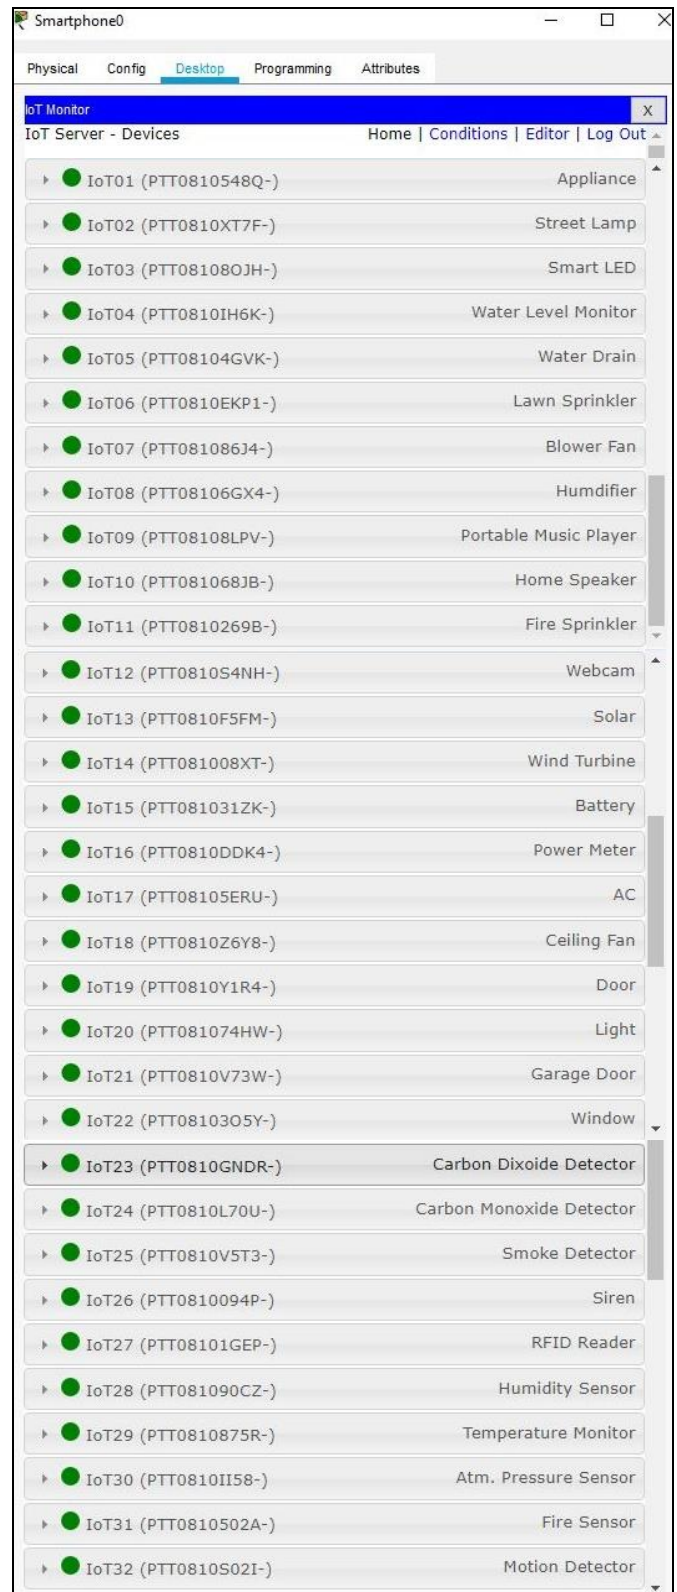 Smartphone0
Physical Config Desktop Programming Attributes
IoT Monitor X
IoT Server - Devices Home | Conditions | Editor | Log Out
IoT01 (PTT0810548Q-) Appliance
IoT02 (PTT0810XT7F-) Street Lamp
IoT03 (PTT08108OJH-) Smart LED
IoT04 (PTT0810IH6K-) Water Level Monitor
IoT05 (PTT08104GVK-) Water Drain
IoT06 (PTT0810EKP1-) Lawn Sprinkler
IoT07 (PTT081086J4-) Blower Fan
IoT08 (PTT08106GX4-) Humdifier
IoT09 (PTT08108LPV-) Portable Music Player
IoT10 (PTT081068JB-) Home Speaker
IoT11 (PTT0810269B-) Fire Sprinkler
IoT12 (PTT0810S4NH-) Webcam
IoT13 (PTT0810F5FM-) Solar
IoT14 (PTT081008XT-) Wind Turbine
IoT15 (PTT081031ZK-) Battery
IoT16 (PTT0810DDK4-) Power Meter
IoT17 (PTT08105ERU-) AC
IoT18 (PTT0810Z6Y8-) Ceiling Fan
IoT19 (PTT0810Y1R4-) Door
IoT20 (PTT081074HW-) Light
IoT21 (PTT0810V73W-) Garage Door
IoT22 (PTT08103O5Y-) Window
IoT23 (PTT0810GNDR-) Carbon Dixoide Detector
IoT24 (PTT0810L70U-) Carbon Monoxide Detector
IoT25 (PTT0810V5T3-) Smoke Detector
IoT26 (PTT0810094P-) Siren
IoT27 (PTT08101GEP-) RFID Reader
IoT28 (PTT081090CZ-) Humidity Sensor
IoT29 (PTT0810875R-) Temperature Monitor
IoT30 (PTT0810II58-) Atm. Pressure Sensor
IoT31 (PTT0810502A-) Fire Sensor
IoT32 (PTT0810S02I-) Motion Detector